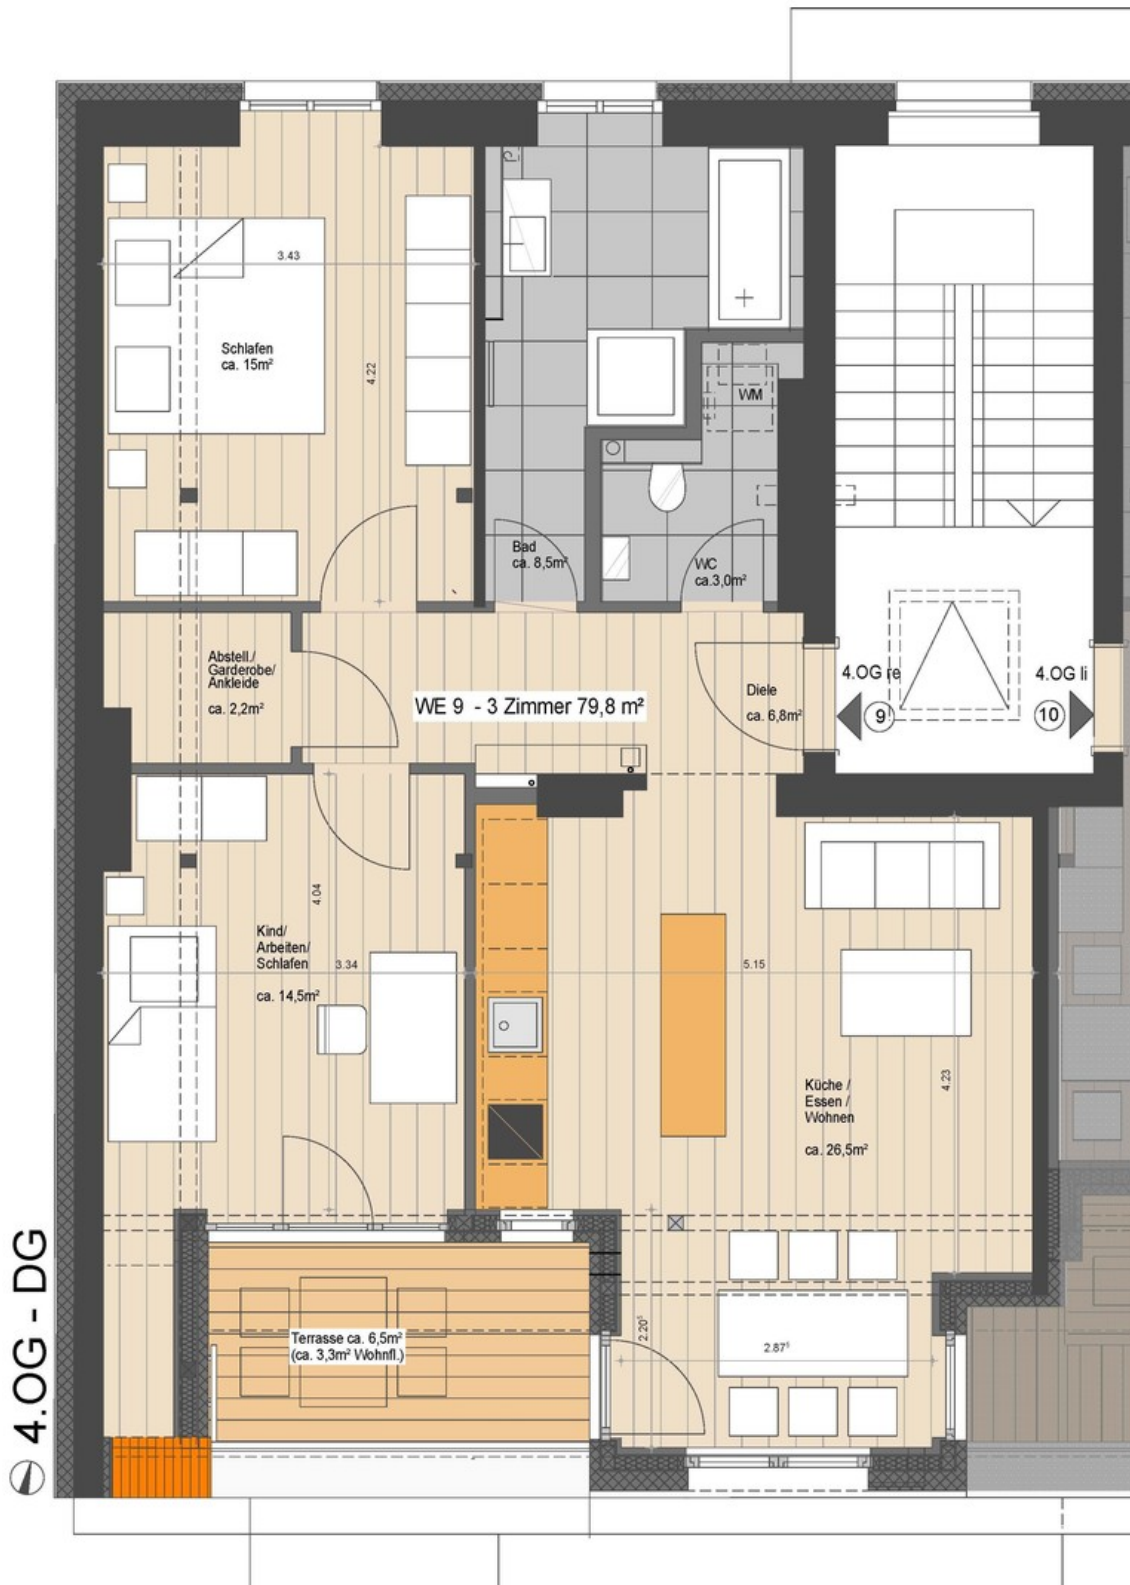 3.43
Schlafen
ca. 15m²
4.22
WM
Bad
ca. 8,5m²
WC
ca.3,0m²
Abstell./
Garderobe/
Ankleide
ca. 2,2m²
WE 9 - 3 Zimmer 79,8 m²
Diele
ca. 6,8m²
4.OG re
9
4.OG li
10
4.04
Kind/
Arbeiten/
Schlafen
ca. 14,5m²
3.34
5.15
4.23
Küche /
Essen /
Wohnen
ca. 26,5m²
Terrasse ca. 6,5m²
(ca. 3,3m² Wohnfl.)
2.20⁵
2.87⁵
4.OG - DG